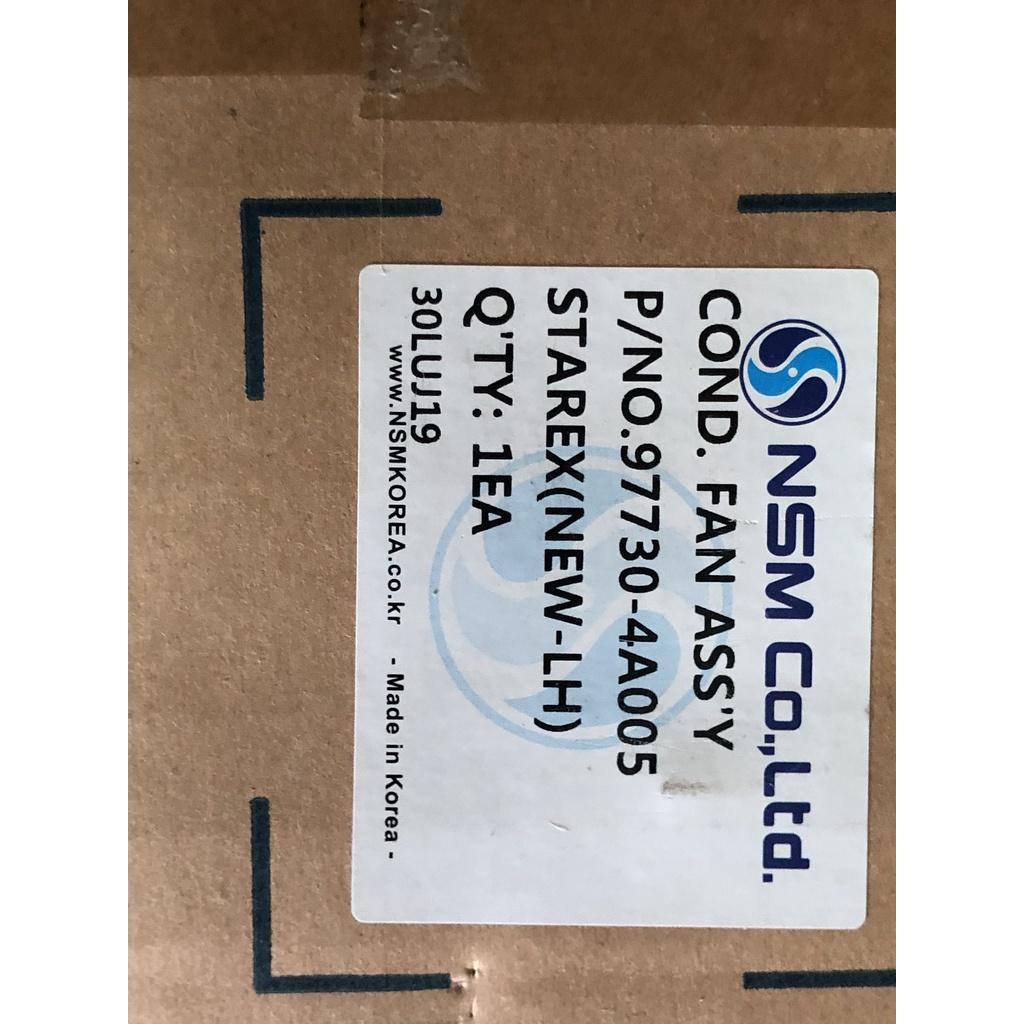 NSM Co.,Ltd.
COND. FAN ASS'Y
P/NO.97730-4A005
STAREX(NEW-LH)
Q'TY: 1EA
30LUJ19
www.NSMKOREA.co.kr - Made in Korea -